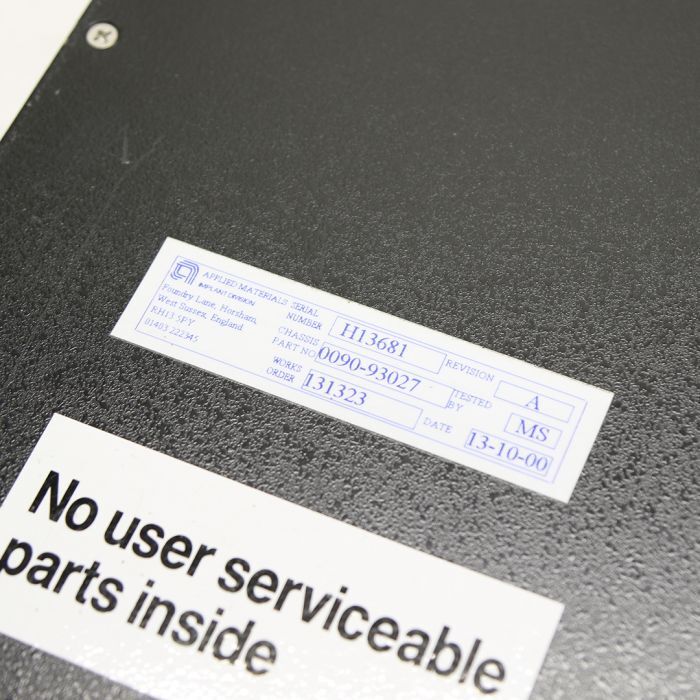 APPLIED MATERIALS
IMPLANT DIVISION
Foundry Lane, Horsham,
West Sussex, England
RH13 5PY
01403 222345
SERIAL
NUMBER
H13681
CHASSIS
PART NO
0090-93027
WORKS
ORDER
131323
REVISION
A
TESTED
BY
MS
DATE
13-10-00
No user serviceable
parts inside